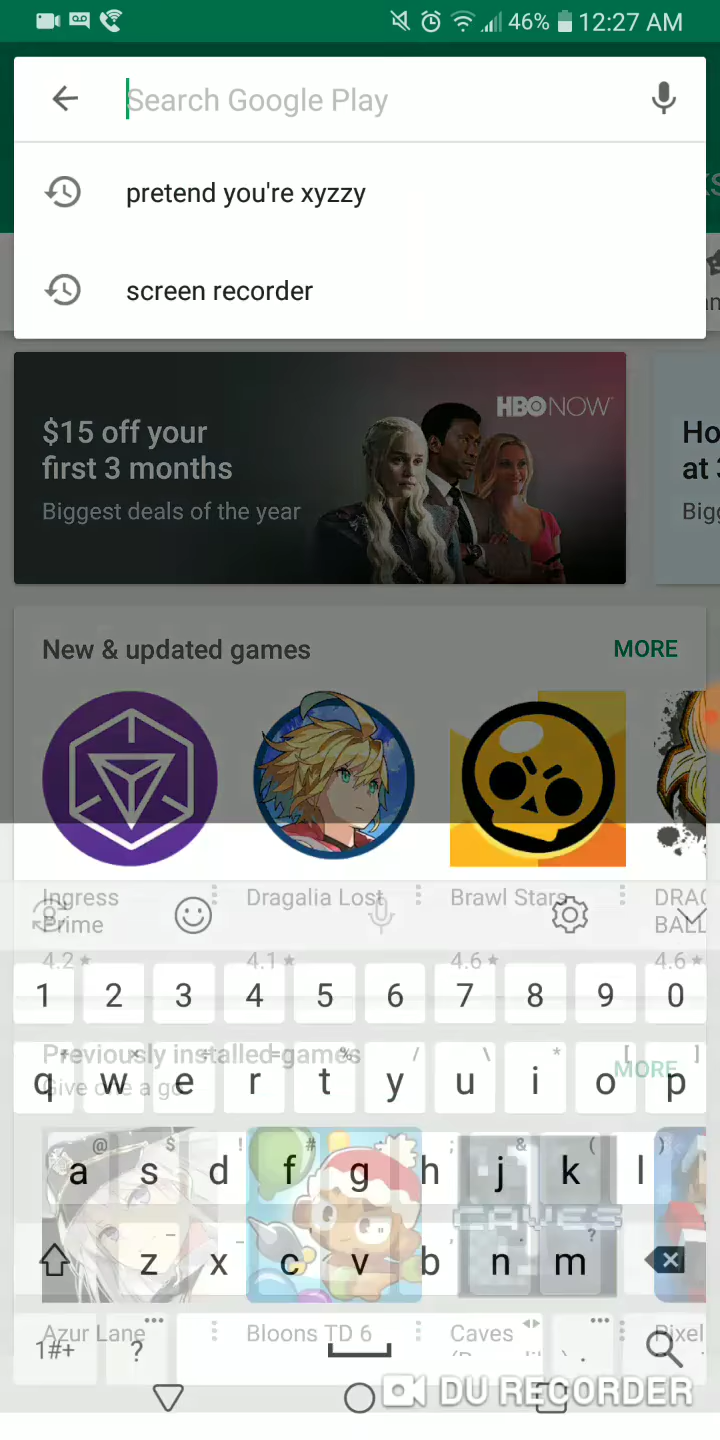 46% 12:27 AM
Search Google Play
pretend you're xyzzy
screen recorder
$15 off your
first 3 months
Biggest deals of the year
HBO NOW
Ho
at 3
Bigg
New & updated games
MORE
Ingress
Prime
Dragalia Lost
Brawl Stars
DRAG
BALL
4.2★
4.1★
4.6★
4.6★
1 2 3 4 5 6 7 8 9 0
Previously installed games
Give one a go
MORE
q w e r t y u i o p
a s d f g h j k l
CAVES
z x c v b n m
Azur Lane
Bloons TD 6
Caves
Pixel
1#+ ? .
DU RECORDER